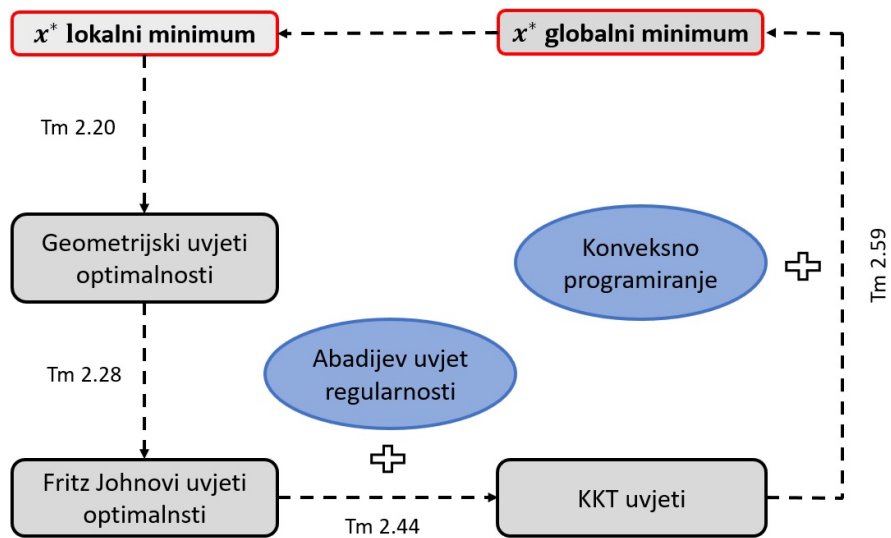 x* lokalni minimum
x* globalni minimum
Tm 2.20
Geometrijski uvjeti
optimalnosti
Konveksno
programiranje
Tm 2.59
Tm 2.28
Abadijev uvjet
regularnosti
Fritz Johnovi uvjeti
optimalnsti
Tm 2.44
KKT uvjeti